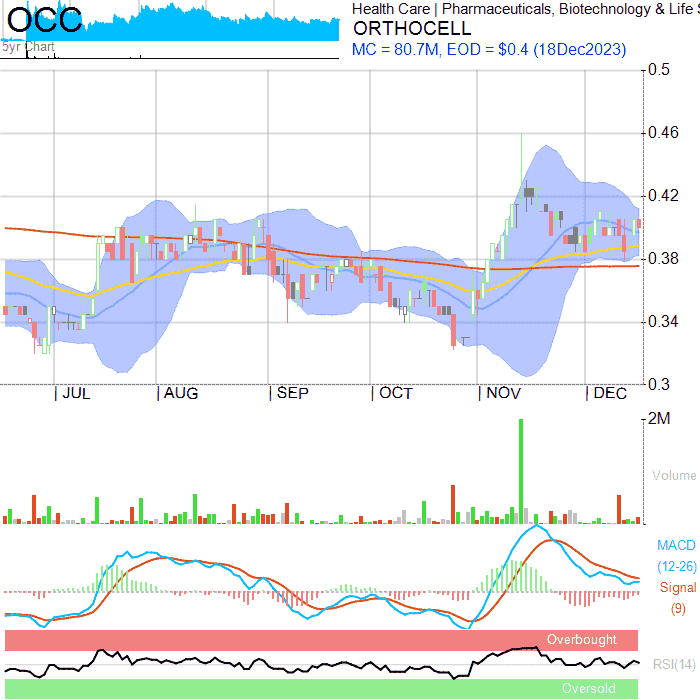 OCC
5yr Chart
Health Care | Pharmaceuticals, Biotechnology & Life S
ORTHOCELL
MC = 80.7M, EOD = $0.4 (18Dec2023)
0.5
0.46
0.42
0.38
0.34
0.3
JUL AUG SEP OCT NOV DEC
2M
Volume
MACD
(12-26)
Signal
(9)
Overbought
RSI(14)
Oversold